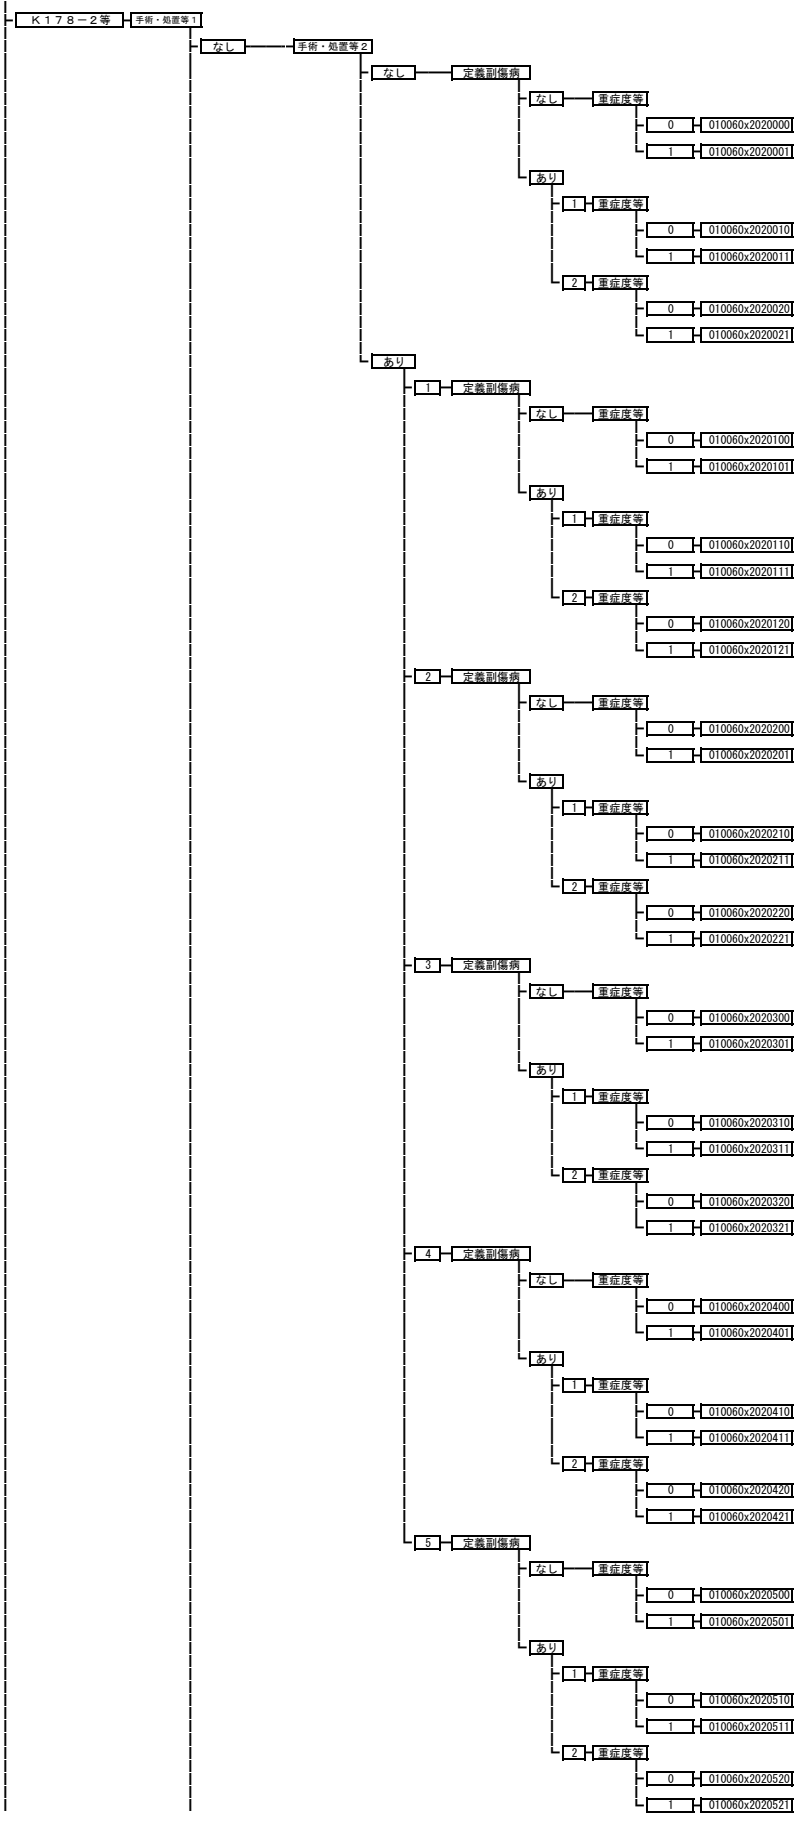 Ｋ１７８－２等 手術・処置等１
なし 手術・処置等２
なし 定義副傷病
なし 重症度等
0 010060x2020000
1 010060x2020001
あり
1 重症度等
0 010060x2020010
1 010060x2020011
2 重症度等
0 010060x2020020
1 010060x2020021
あり
1 定義副傷病
なし 重症度等
0 010060x2020100
1 010060x2020101
あり
1 重症度等
0 010060x2020110
1 010060x2020111
2 重症度等
0 010060x2020120
1 010060x2020121
2 定義副傷病
なし 重症度等
0 010060x2020200
1 010060x2020201
あり
1 重症度等
0 010060x2020210
1 010060x2020211
2 重症度等
0 010060x2020220
1 010060x2020221
3 定義副傷病
なし 重症度等
0 010060x2020300
1 010060x2020301
あり
1 重症度等
0 010060x2020310
1 010060x2020311
2 重症度等
0 010060x2020320
1 010060x2020321
4 定義副傷病
なし 重症度等
0 010060x2020400
1 010060x2020401
あり
1 重症度等
0 010060x2020410
1 010060x2020411
2 重症度等
0 010060x2020420
1 010060x2020421
5 定義副傷病
なし 重症度等
0 010060x2020500
1 010060x2020501
あり
1 重症度等
0 010060x2020510
1 010060x2020511
2 重症度等
0 010060x2020520
1 010060x2020521